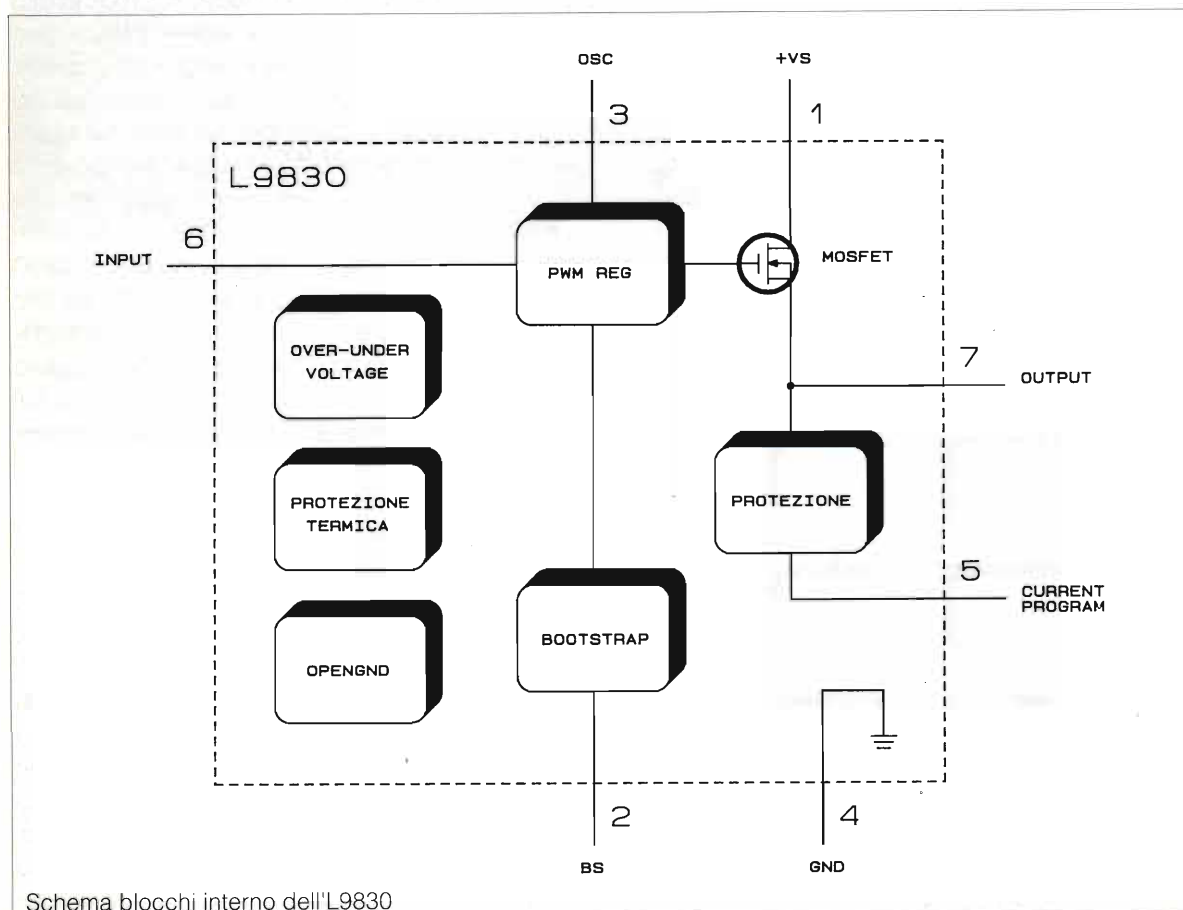 OSC
+VS
3
1
L9830
6
INPUT
PWM REG
MOSFET
OVER-UNDER
VOLTAGE
7
OUTPUT
PROTEZIONE
TERMICA
PROTEZIONE
5
CURRENT
PROGRAM
OPENGND
BOOTSTRAP
2
4
BS
GND
Schema blocchi interno dell'L9830